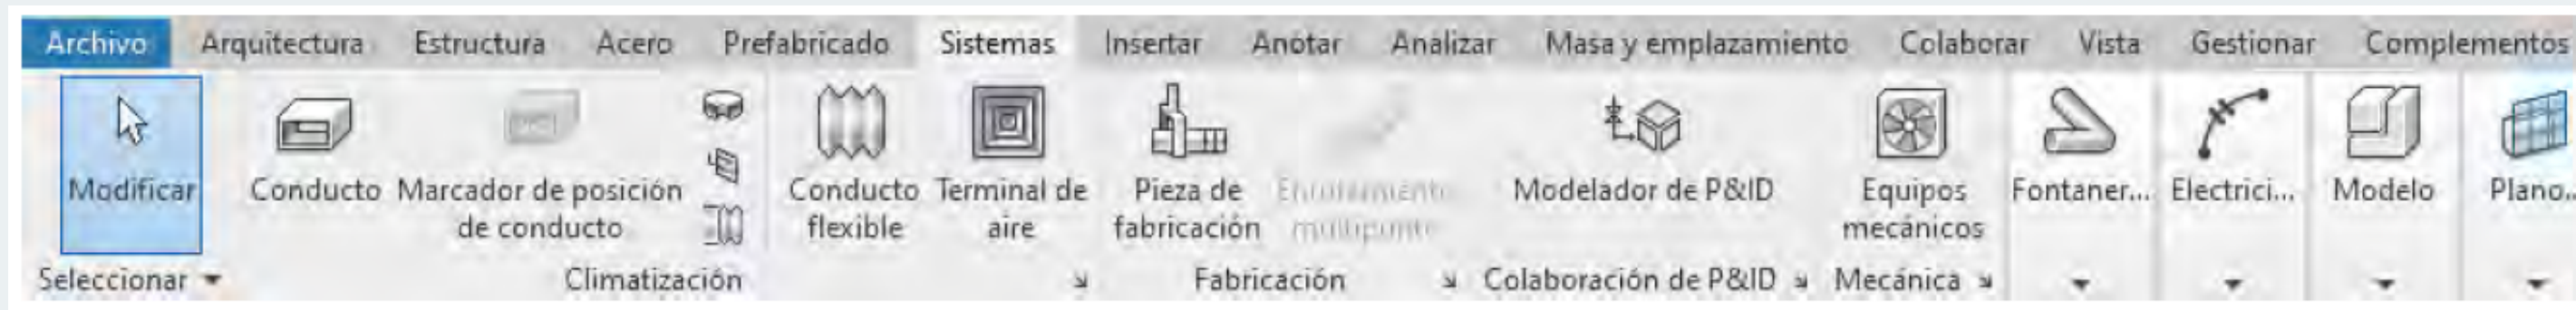 Archivo Arquitectura Estructura Acero Prefabricado Sistemas Insertar Anotar Analizar Masa y emplazamiento Colaborar Vista Gestionar Complementos
Modificar Conducto Marcador de posición Conducto Terminal de Pieza de Enrutamiento Modelador de P&ID Equipos Fontaner... Electrici... Modelo Plano...
de conducto flexible aire fabricación multipunto mecánicos
Seleccionar Climatización Fabricación Colaboración de P&ID Mecánica